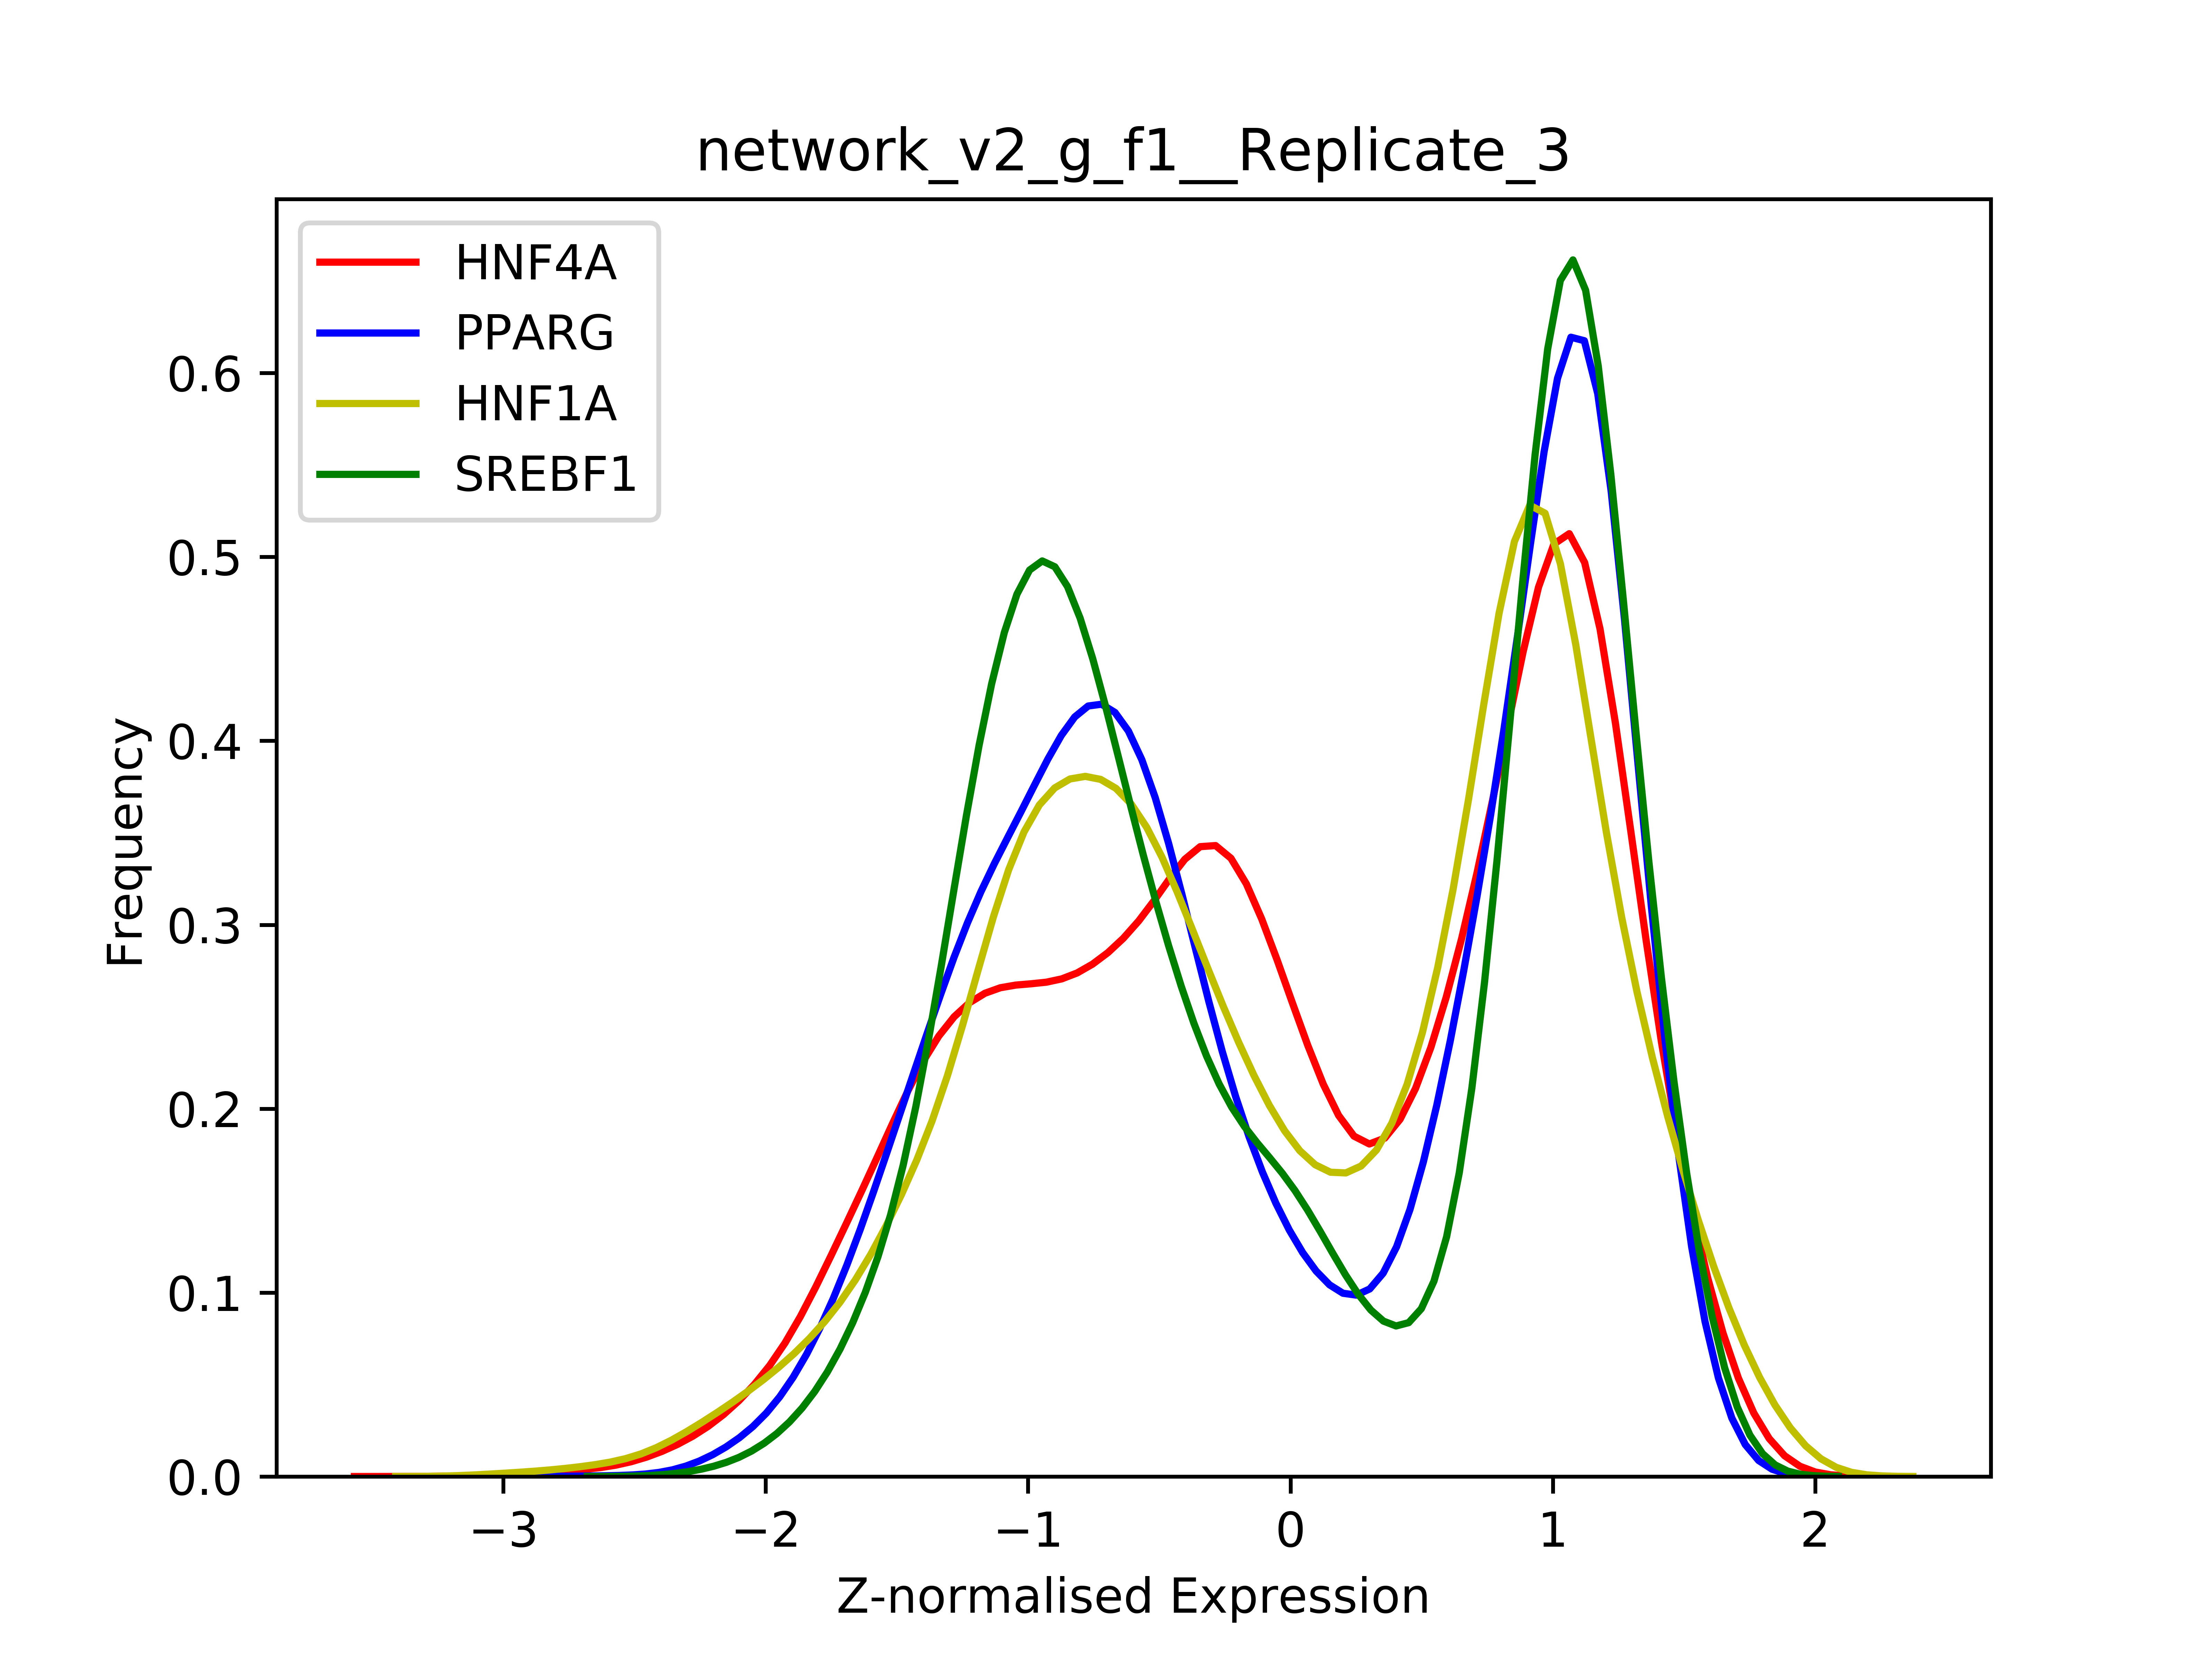 network_v2_g_f1__Replicate_3
HNF4A
PPARG
HNF1A
SREBF1
Frequency
0.6
0.5
0.4
0.3
0.2
0.1
0.0
−3 −2 −1 0 1 2
Z-normalised Expression